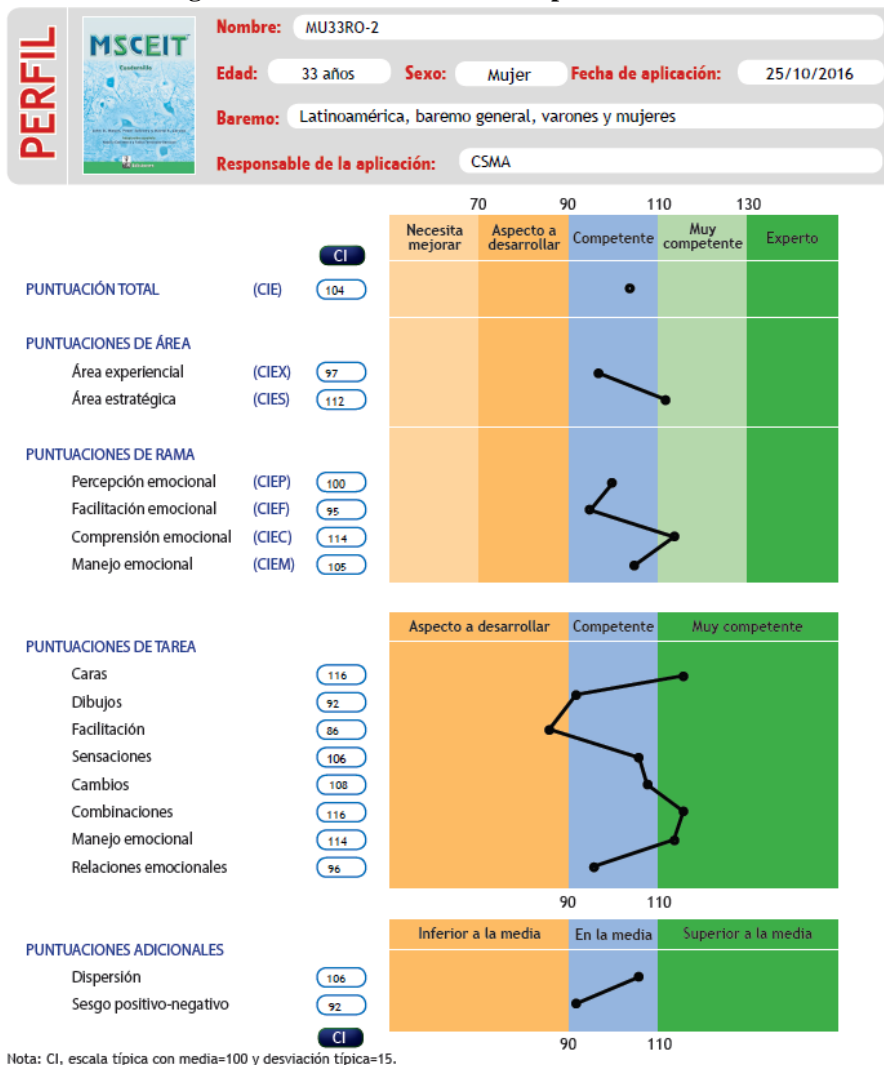 PERFIL
MSCEIT
Cuadernillo
Nombre: MU33RO-2
Edad: 33 años Sexo: Mujer Fecha de aplicación: 25/10/2016
Baremo: Latinoamérica, baremo general, varones y mujeres
Responsable de la aplicación: CSMA
70 90 110 130
CI Necesita mejorar Aspecto a desarrollar Competente Muy competente Experto
PUNTUACIÓN TOTAL (CIE) 104
PUNTUACIONES DE ÁREA
Área experiencial (CIEX) 97
Área estratégica (CIES) 112
PUNTUACIONES DE RAMA
Percepción emocional (CIEP) 100
Facilitación emocional (CIEF) 95
Comprensión emocional (CIEC) 114
Manejo emocional (CIEM) 105
Aspecto a desarrollar Competente Muy competente
PUNTUACIONES DE TAREA
Caras 116
Dibujos 92
Facilitación 86
Sensaciones 106
Cambios 108
Combinaciones 116
Manejo emocional 114
Relaciones emocionales 96
90 110
Inferior a la media En la media Superior a la media
PUNTUACIONES ADICIONALES
Dispersión 106
Sesgo positivo-negativo 92
CI 90 110
Nota: CI, escala típica con media=100 y desviación típica=15.